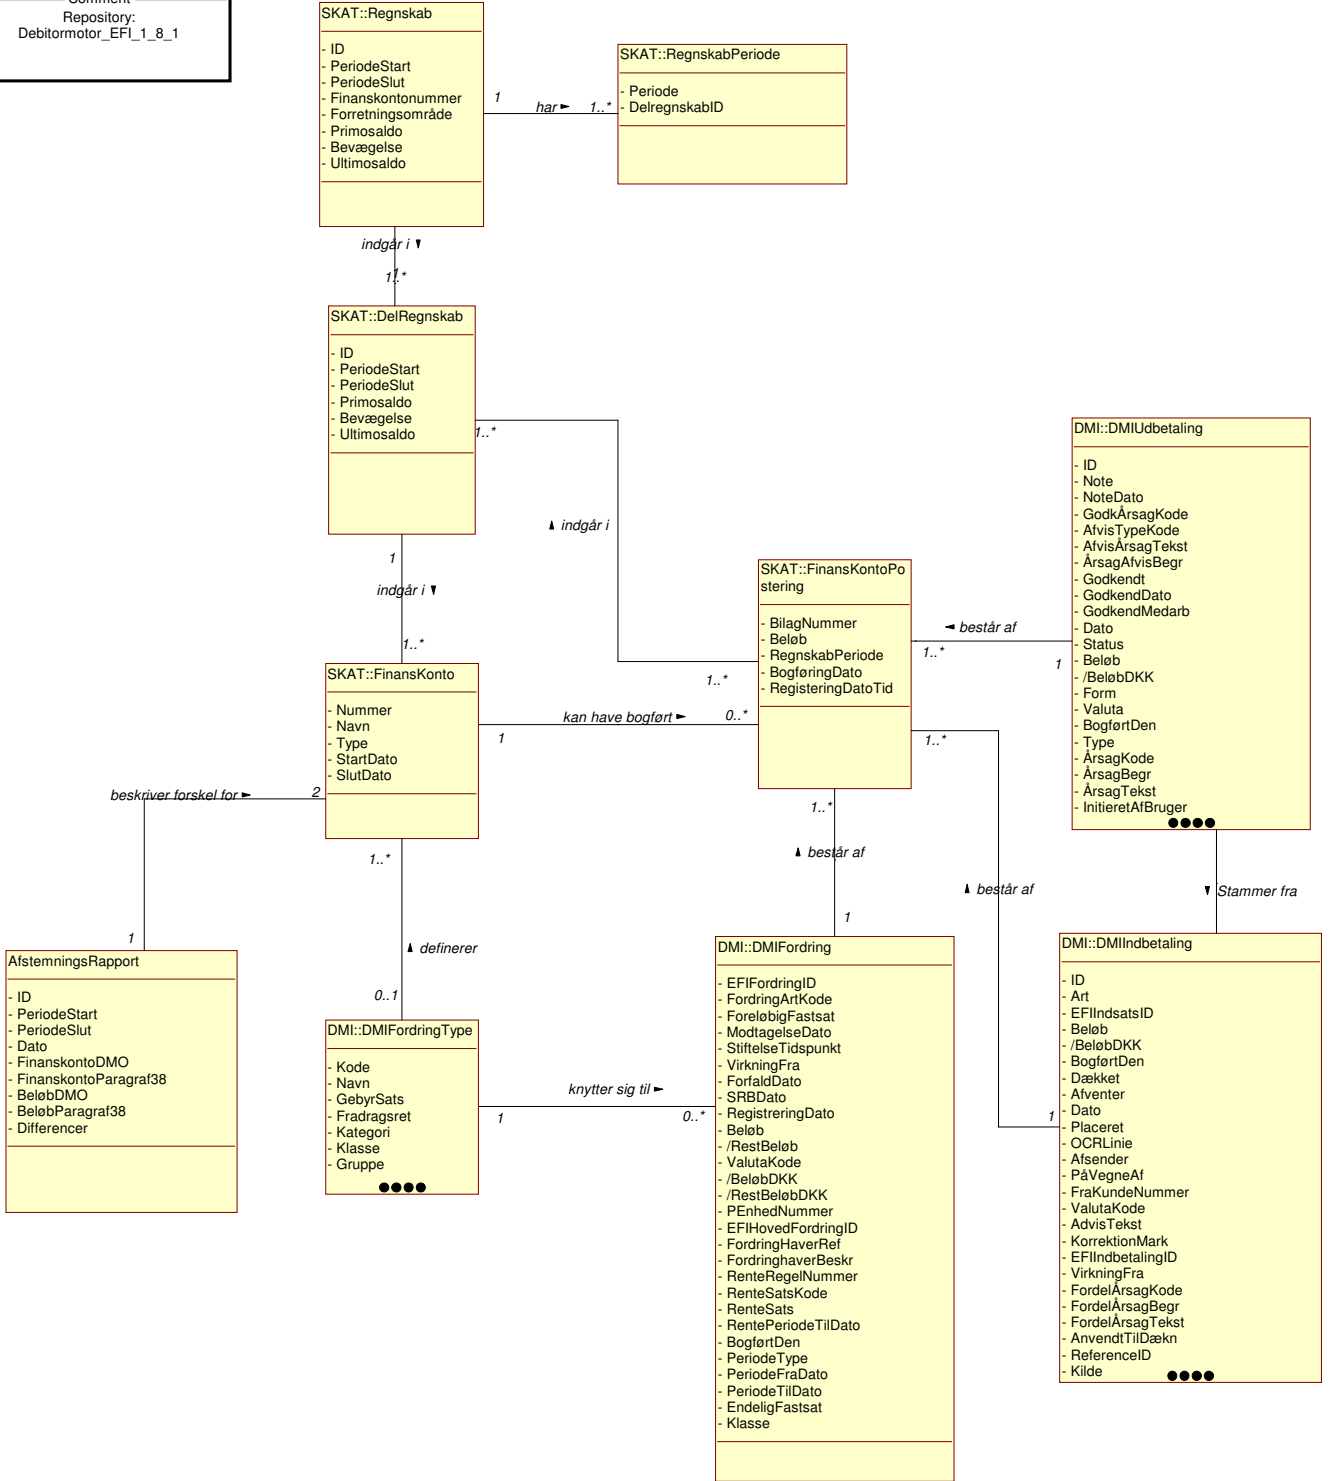 Comment
Repository:
Debitormotor_EFI_1_8_1
SKAT::Regnskab
- ID
- PeriodeStart
- PeriodeSlut
- Finanskontonummer
- Forretningsområde
- Primosaldo
- Bevægelse
- Ultimosaldo
1
har ►
1..*
SKAT::RegnskabPeriode
- Periode
- DelregnskabID
indgår i ▼
1
1..*
SKAT::DelRegnskab
- ID
- PeriodeStart
- PeriodeSlut
- Primosaldo
- Bevægelse
- Ultimosaldo
1..*
▲ indgår i
1..*
1
indgår i ▼
1..*
SKAT::FinansKonto
- Nummer
- Navn
- Type
- StartDato
- SlutDato
kan have bogført ►
1
0..*
SKAT::FinansKontoPo
stering
- BilagNummer
- Beløb
- RegnskabPeriode
- BogføringDato
- RegisteringDatoTid
◄ består af
1..*
1
DMI::DMIUdbetaling
- ID
- Note
- NoteDato
- GodkÅrsagKode
- AfvisTypeKode
- AfvisÅrsagTekst
- ÅrsagAfvisBegr
- Godkendt
- GodkendDato
- GodkendMedarb
- Dato
- Status
- Beløb
- /BeløbDKK
- Form
- Valuta
- BogførtDen
- Type
- ÅrsagKode
- ÅrsagBegr
- ÅrsagTekst
- InitieretAfBruger
▼ Stammer fra
beskriver forskel for ►
2
1
AfstemningsRapport
- ID
- PeriodeStart
- PeriodeSlut
- Dato
- FinanskontoDMO
- FinanskontoParagraf38
- BeløbDMO
- BeløbParagraf38
- Differencer
1..*
▲ definerer
0..1
DMI::DMIFordringType
- Kode
- Navn
- GebyrSats
- Fradragsret
- Kategori
- Klasse
- Gruppe
knytter sig til ►
1
0..*
1..*
▲ består af
1
DMI::DMIFordring
- EFIFordringID
- FordringArtKode
- ForeløbigFastsat
- ModtagelseDato
- StiftelseTidspunkt
- VirkningFra
- ForfaldDato
- SRBDato
- RegistreringDato
- Beløb
- /RestBeløb
- ValutaKode
- /BeløbDKK
- /RestBeløbDKK
- PEnhedNummer
- EFIHovedFordringID
- FordringHaverRef
- FordringhaverBeskr
- RenteRegelNummer
- RenteSatsKode
- RenteSats
- RentePeriodeTilDato
- BogførtDen
- PeriodeType
- PeriodeFraDato
- PeriodeTilDato
- EndeligFastsat
- Klasse
1..*
▲ består af
1
DMI::DMIIndbetaling
- ID
- Art
- EFIIndsatsID
- Beløb
- /BeløbDKK
- BogførtDen
- Dækket
- Afventer
- Dato
- Placeret
- OCRLinie
- Afsender
- PåVegneAf
- FraKundeNummer
- ValutaKode
- AdvisTekst
- KorrektionMark
- EFIIndbetalingID
- VirkningFra
- FordelÅrsagKode
- FordelÅrsagBegr
- FordelÅrsagTekst
- AnvendtTilDækn
- ReferenceID
- Kilde